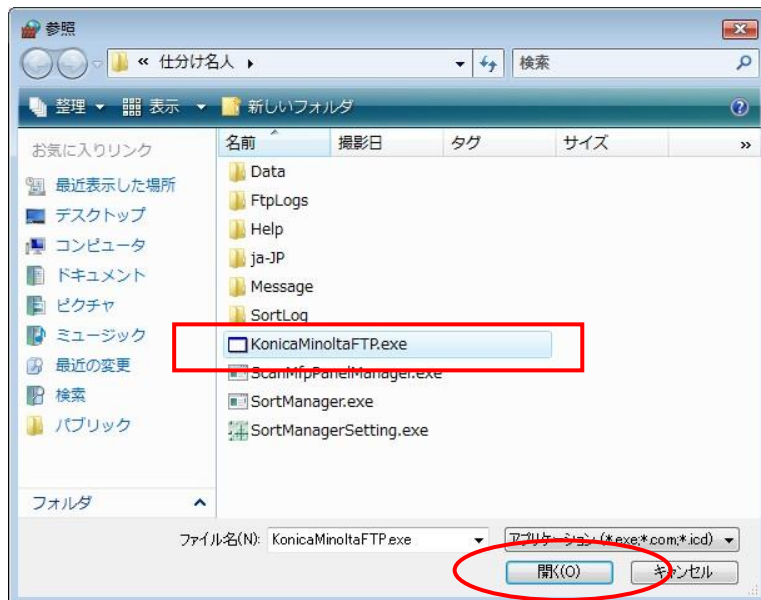 参照
« 仕分け名人
検索
整理 表示 新しいフォルダ
お気に入りリンク
最近表示した場所
デスクトップ
コンピュータ
ドキュメント
ピクチャ
ミュージック
最近の変更
検索
パブリック
フォルダ
名前 撮影日 タグ サイズ »
Data
FtpLogs
Help
ja-JP
Message
SortLog
KonicaMinoltaFTP.exe
ScanMfpPanelManager.exe
SortManager.exe
SortManagerSetting.exe
ファイル名(N): KonicaMinoltaFTP.exe アプリケーション (*.exe;*.com;*.icd)
開く(O) キャンセル